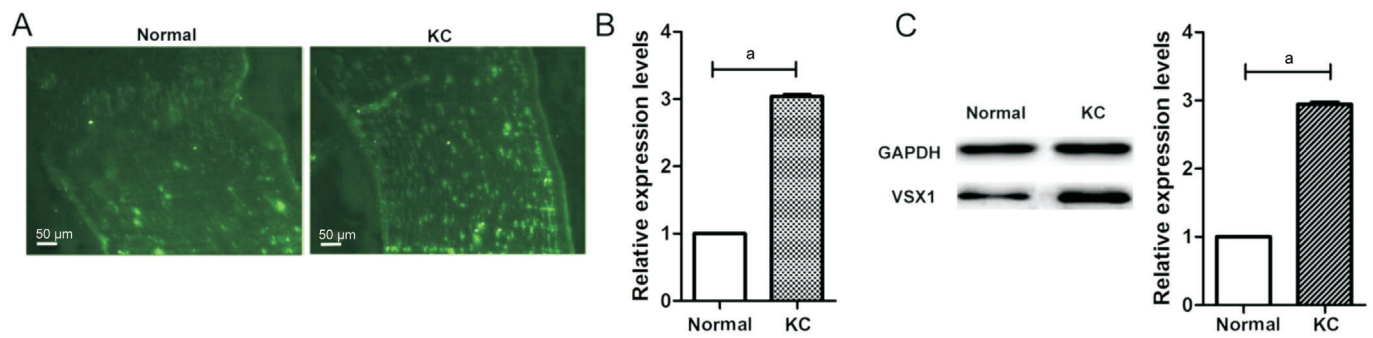 A
Normal
KC
50 µm
50 µm
B
Relative expression levels
4
3
2
1
0
a
Normal
KC
C
Normal
KC
GAPDH
VSX1
Relative expression levels
4
3
2
1
0
a
Normal
KC